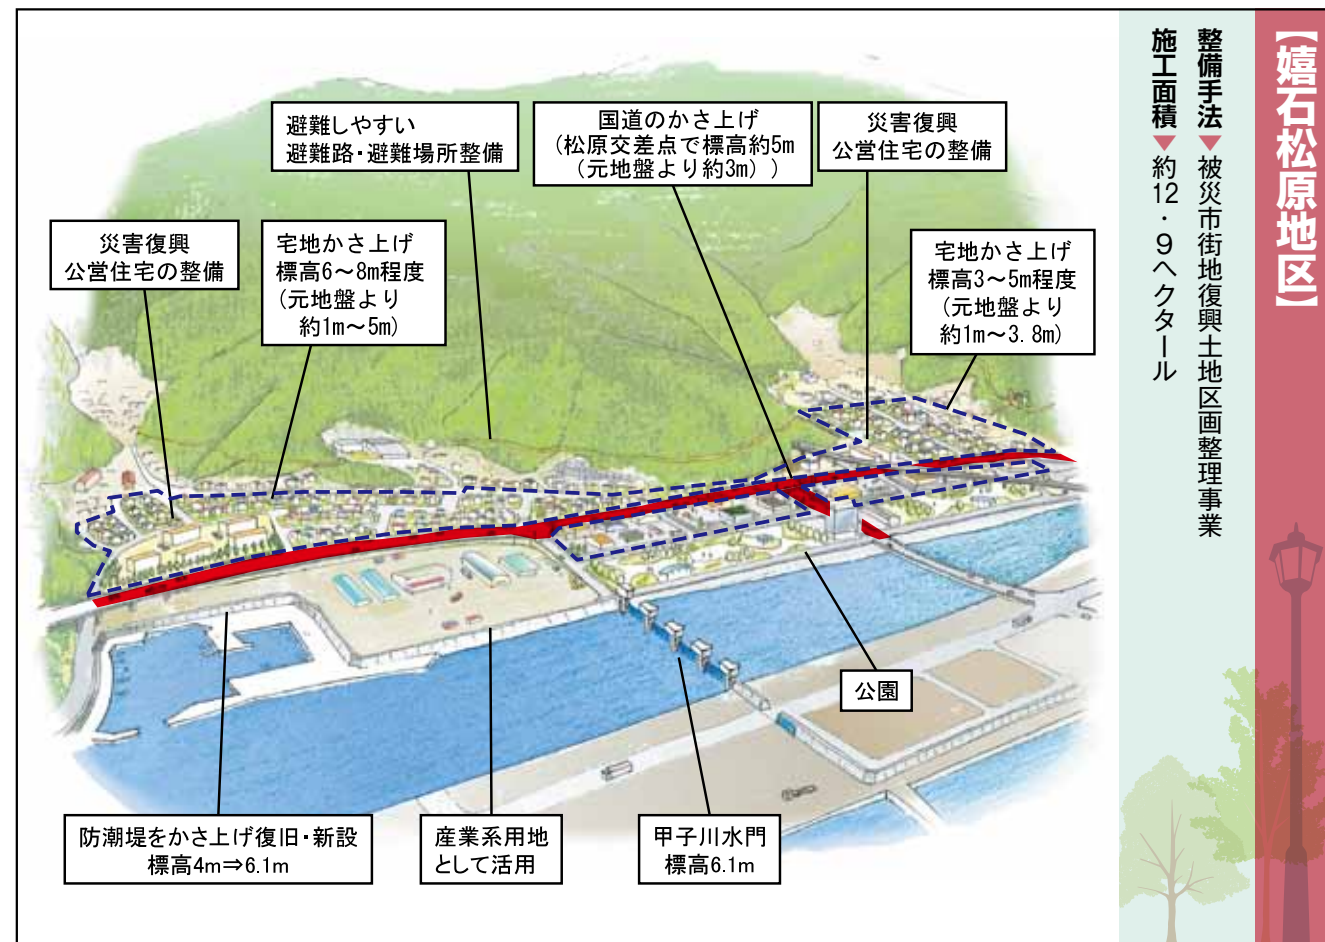 【嬉石松原地区】
整備手法▼被災市街地復興土地区画整理事業
施工面積▼約12・9ヘクタール
避難しやすい
避難路・避難場所整備
国道のかさ上げ
(松原交差点で標高約5m
(元地盤より約3m))
災害復興
公営住宅の整備
災害復興
公営住宅の整備
宅地かさ上げ
標高6〜8m程度
(元地盤より
約1m〜5m)
宅地かさ上げ
標高3〜5m程度
(元地盤より
約1m〜3.8m)
公園
防潮堤をかさ上げ復旧・新設
標高4m⇒6.1m
産業系用地
として活用
甲子川水門
標高6.1m